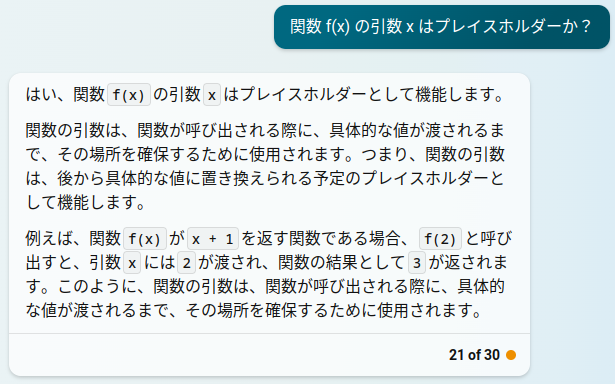 関数 f(x) の引数 x はプレイスホルダーか？
はい、関数 f(x) の引数 x はプレイスホルダーとして機能します。
関数の引数は、関数が呼び出される際に、具体的な値が渡されるま
で、その場所を確保するために使用されます。つまり、関数の引数
は、後から具体的な値に置き換えられる予定のプレイスホルダーと
して機能します。
例えば、関数 f(x) が x + 1 を返す関数である場合、 f(2) と呼び
出すと、引数 x には 2 が渡され、関数の結果として 3 が返されま
す。このように、関数の引数は、関数が呼び出される際に、具体的
な値が渡されるまで、その場所を確保するために使用されます。
21 of 30